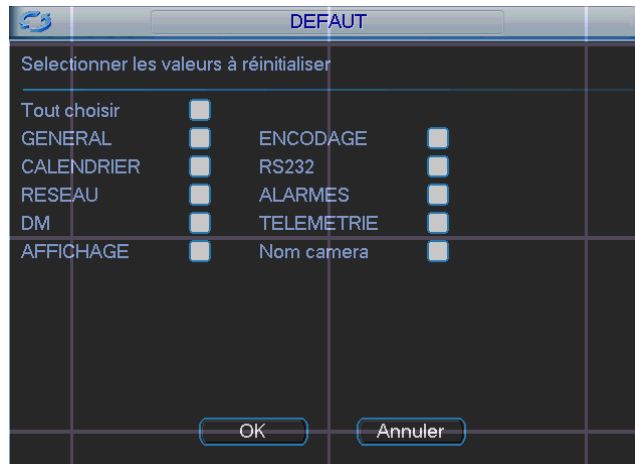 DEFAUT
Selectionner les valeurs à réinitialiser
Tout choisir
GENERAL ENCODAGE
CALENDRIER RS232
RESEAU ALARMES
DM TELEMETRIE
AFFICHAGE Nom camera
OK Annuler